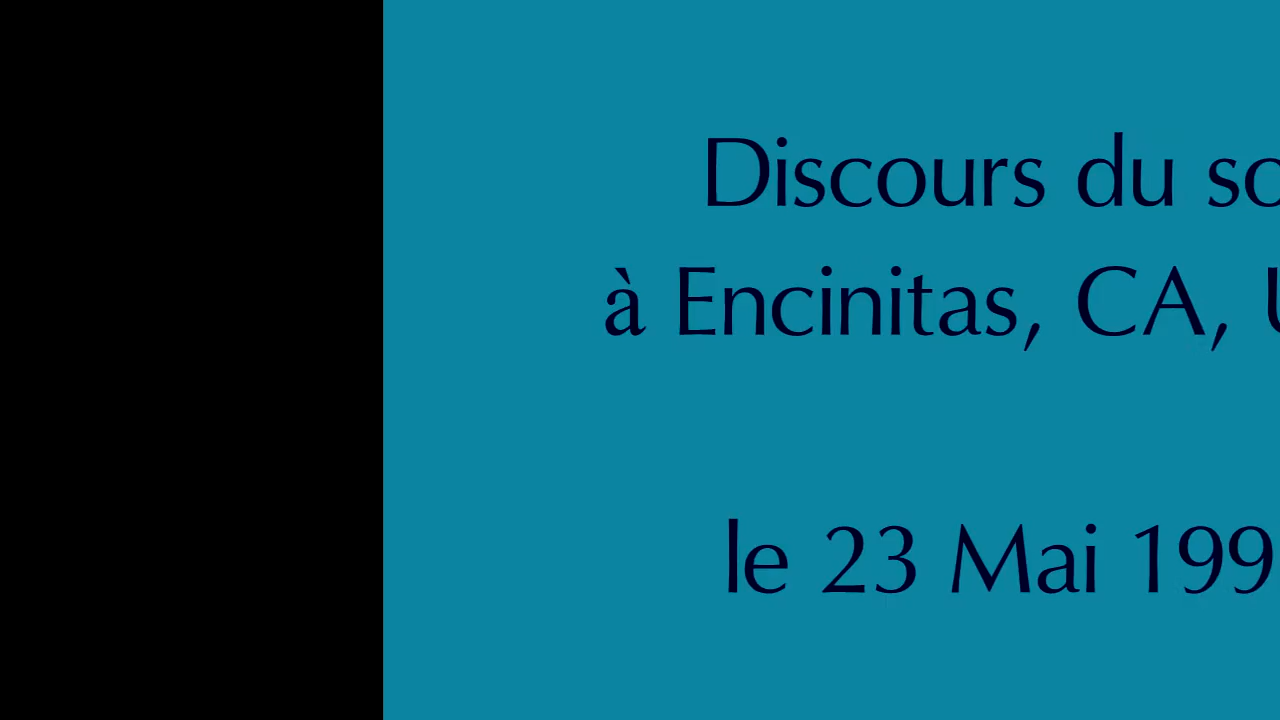 Discours du
à Encinitas, CA,
le 23 Mai